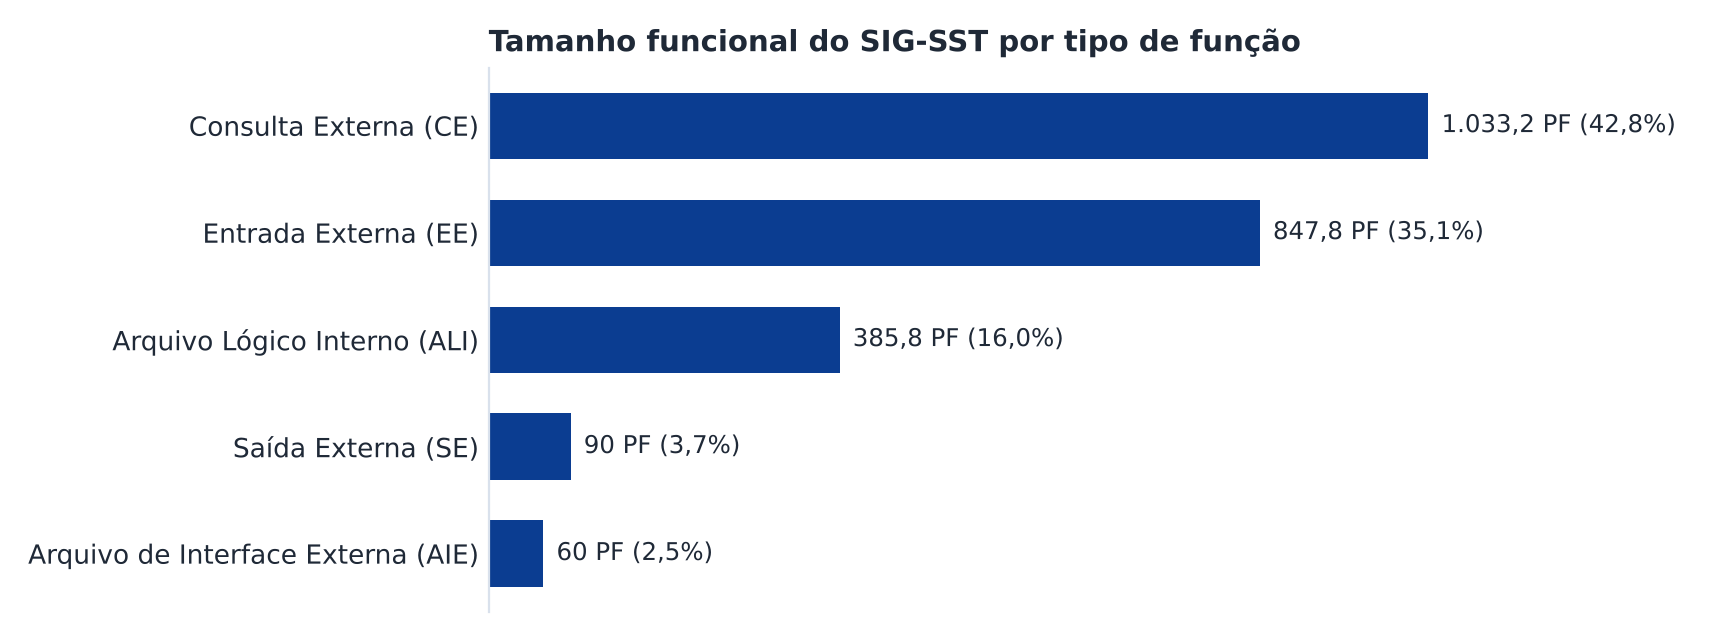 Tamanho funcional do SIG-SST por tipo de função
Consulta Externa (CE) 1.033,2 PF (42,8%)
Entrada Externa (EE) 847,8 PF (35,1%)
Arquivo Lógico Interno (ALI) 385,8 PF (16,0%)
Saída Externa (SE) 90 PF (3,7%)
Arquivo de Interface Externa (AIE) 60 PF (2,5%)